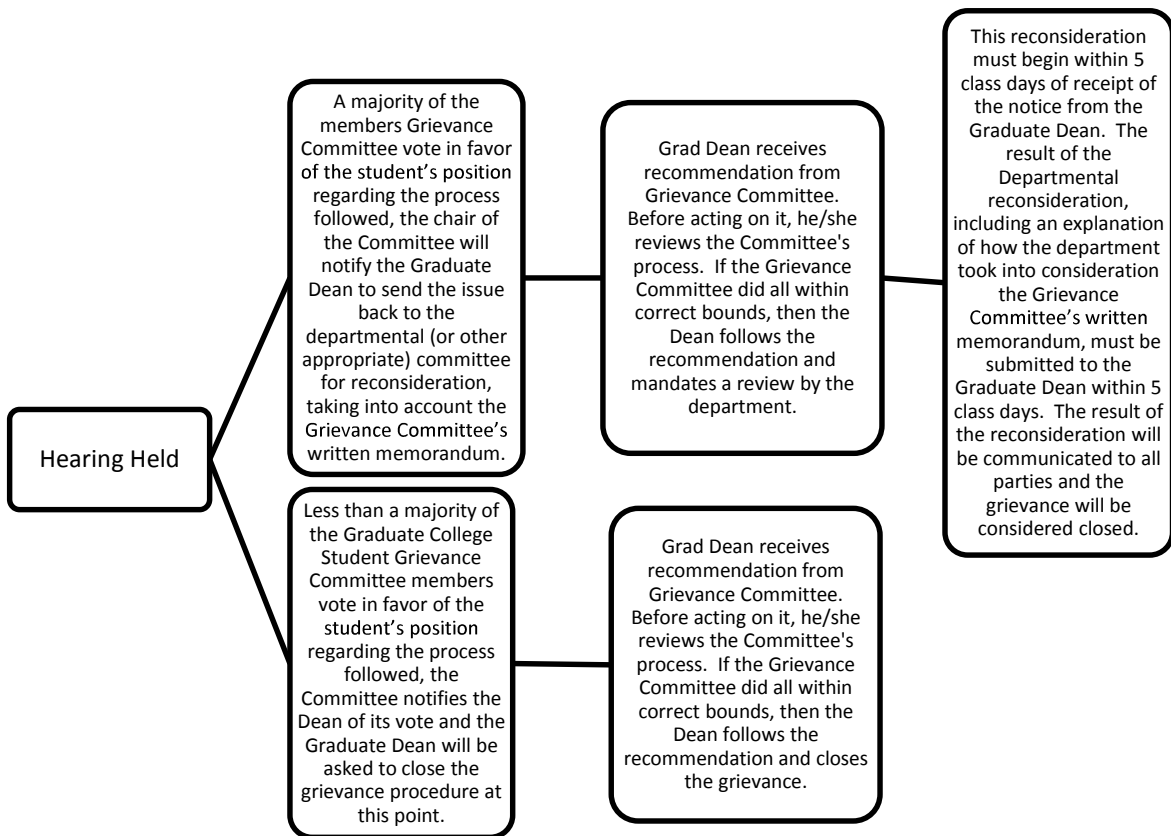 Hearing Held
A majority of the
members Grievance
Committee vote in favor
of the student’s position
regarding the process
followed, the chair of
the Committee will
notify the Graduate
Dean to send the issue
back to the
departmental (or other
appropriate) committee
for reconsideration,
taking into account the
Grievance Committee’s
written memorandum.
Grad Dean receives
recommendation from
Grievance Committee.
Before acting on it, he/she
reviews the Committee's
process.  If the Grievance
Committee did all within
correct bounds, then the
Dean follows the
recommendation and
mandates a review by the
department.
This reconsideration
must begin within 5
class days of receipt of
the notice from the
Graduate Dean.  The
result of the
Departmental
reconsideration,
including an explanation
of how the department
took into consideration
the Grievance
Committee’s written
memorandum, must be
submitted to the
Graduate Dean within 5
class days.  The result of
the reconsideration will
be communicated to all
parties and the
grievance will be
considered closed.
Less than a majority of
the Graduate College
Student Grievance
Committee members
vote in favor of the
student’s position
regarding the process
followed, the
Committee notifies the
Dean of its vote and the
Graduate Dean will be
asked to close the
grievance procedure at
this point.
Grad Dean receives
recommendation from
Grievance Committee.
Before acting on it, he/she
reviews the Committee's
process.  If the Grievance
Committee did all within
correct bounds, then the
Dean follows the
recommendation and closes
the grievance.